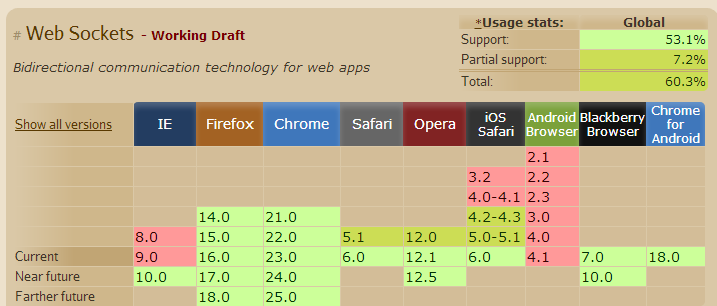 # Web Sockets - Working Draft
Bidirectional communication technology for web apps
*Usage stats: Global
Support: 53.1%
Partial support: 7.2%
Total: 60.3%
Show all versions IE Firefox Chrome Safari Opera iOS Safari Android Browser Blackberry Browser Chrome for Android
2.1
3.2 2.2
4.0-4.1 2.3
14.0 21.0 4.2-4.3 3.0
8.0 15.0 22.0 5.1 12.0 5.0-5.1 4.0
Current 9.0 16.0 23.0 6.0 12.1 6.0 4.1 7.0 18.0
Near future 10.0 17.0 24.0 12.5 10.0
Farther future 18.0 25.0